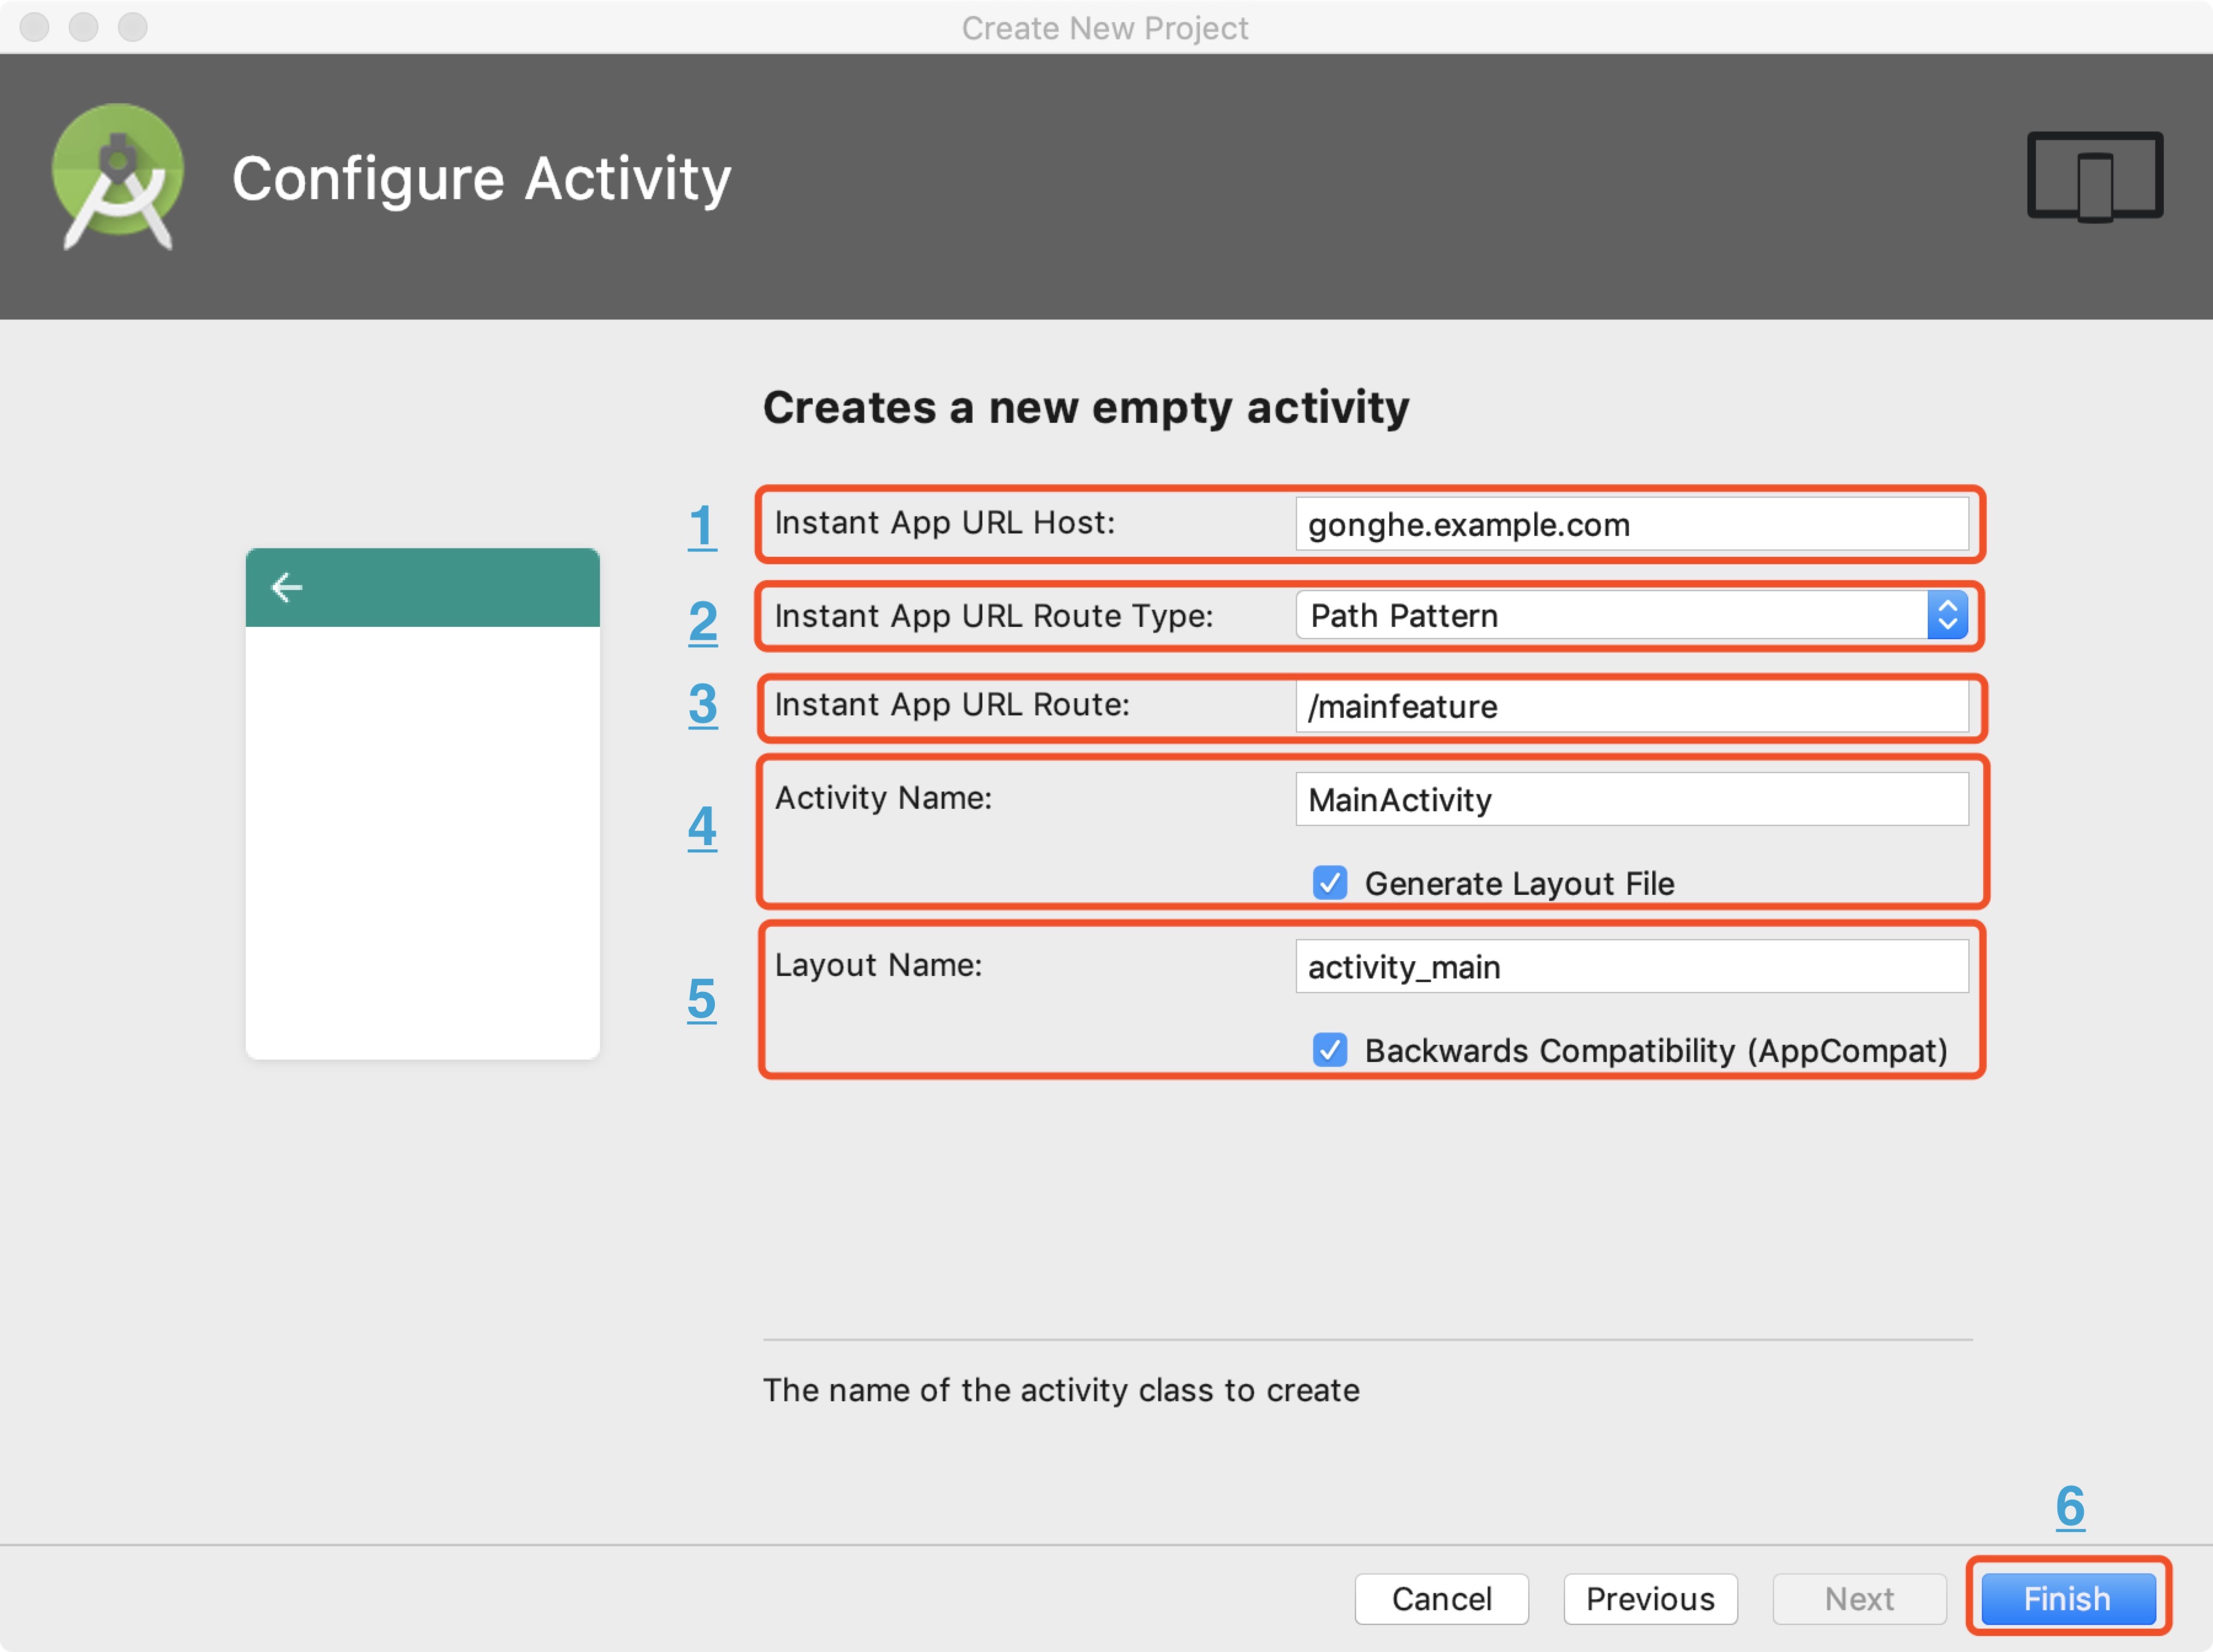 Create New Project
Configure Activity
Creates a new empty activity
1 Instant App URL Host: gonghe.example.com
2 Instant App URL Route Type: Path Pattern
3 Instant App URL Route: /mainfeature
4 Activity Name: MainActivity
Generate Layout File
5 Layout Name: activity_main
Backwards Compatibility (AppCompat)
The name of the activity class to create
6
Cancel Previous Next Finish